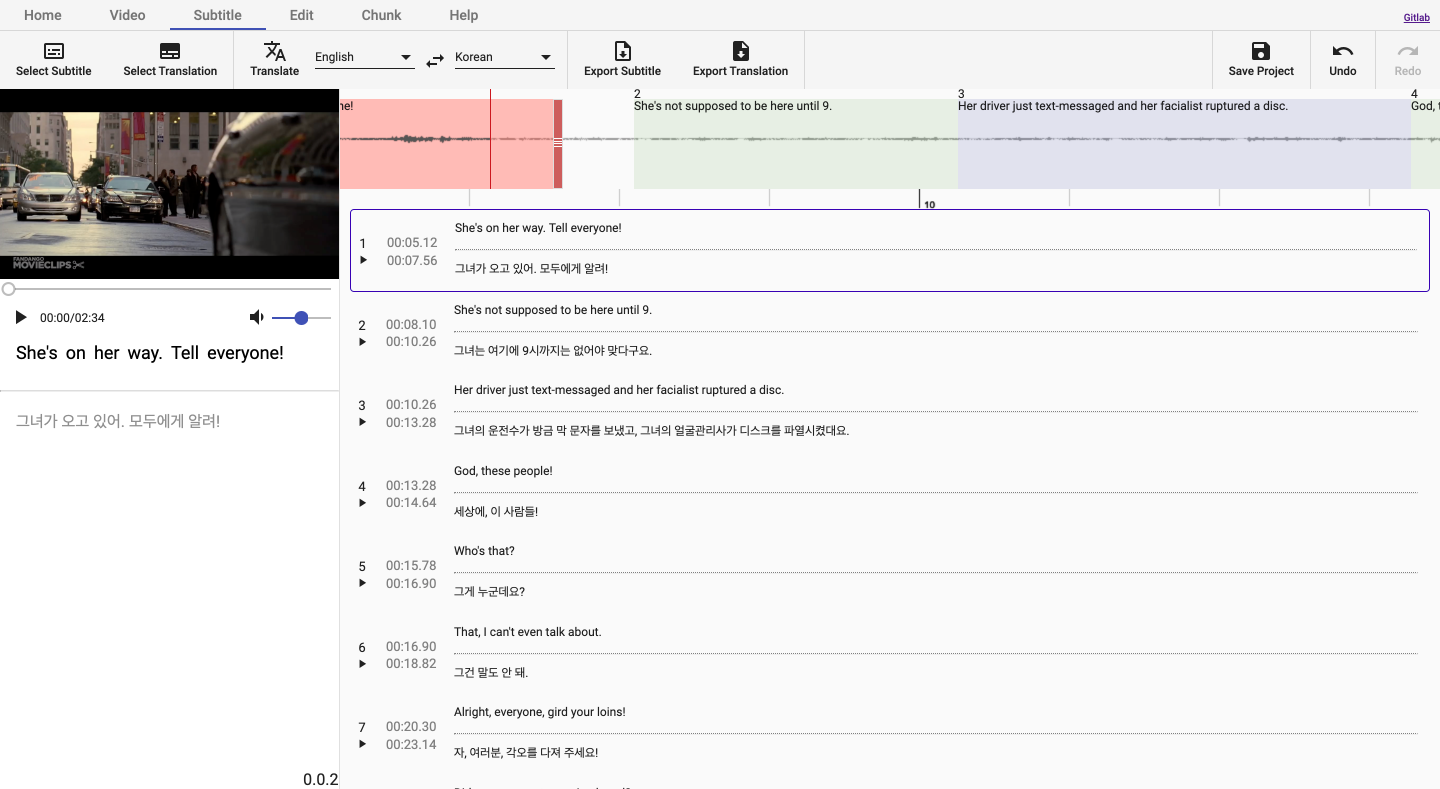 Home Video Subtitle Edit Chunk Help Gitlab
Select Subtitle Select Translation Translate English Korean Export Subtitle Export Translation Save Project Undo Redo
FANDANGO
MOVIECLIPS
00:00/02:34
She's on her way. Tell everyone!
그녀가 오고 있어. 모두에게 알려!
0.0.2
2 3 4
ne! She's not supposed to be here until 9. Her driver just text-messaged and her facialist ruptured a disc. God, t
10
She's on her way. Tell everyone!
1 00:05.12
00:07.56
그녀가 오고 있어. 모두에게 알려!
She's not supposed to be here until 9.
2 00:08.10
00:10.26
그녀는 여기에 9시까지는 없어야 맞다구요.
Her driver just text-messaged and her facialist ruptured a disc.
3 00:10.26
00:13.28
그녀의 운전수가 방금 막 문자를 보냈고, 그녀의 얼굴관리사가 디스크를 파열시켰대요.
God, these people!
4 00:13.28
00:14.64
세상에, 이 사람들!
Who's that?
5 00:15.78
00:16.90
그게 누군데요?
That, I can't even talk about.
6 00:16.90
00:18.82
그건 말도 안 돼.
Alright, everyone, gird your loins!
7 00:20.30
00:23.14
자, 여러분, 각오를 다져 주세요!